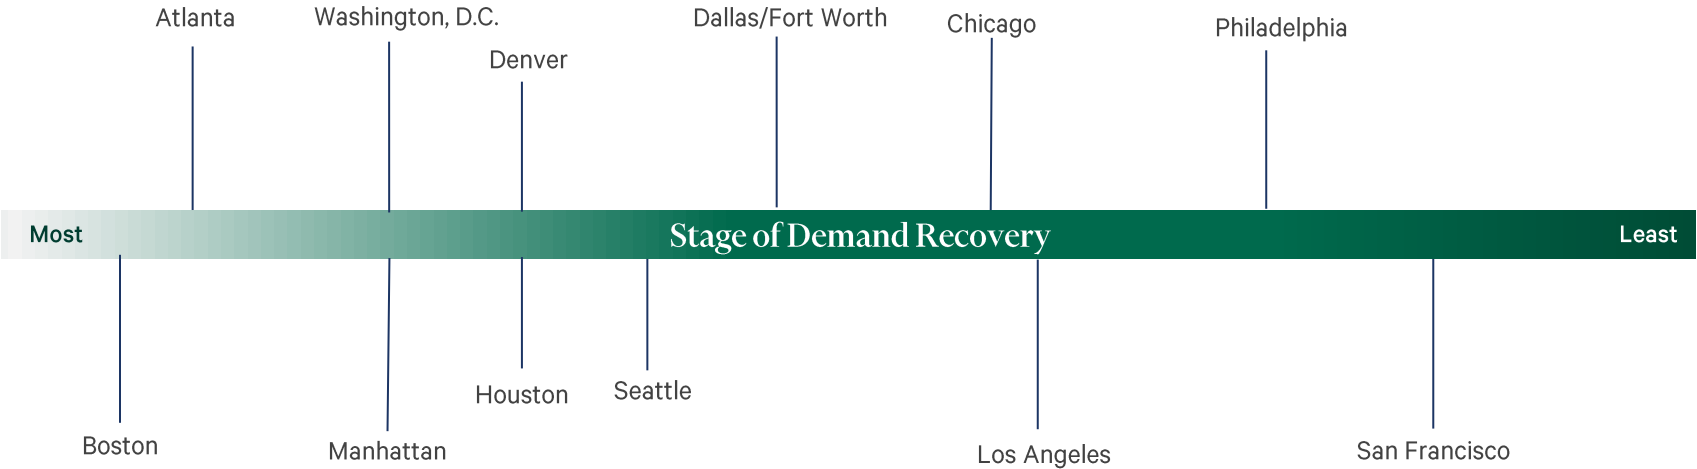 Atlanta
Washington, D.C.
Denver
Dallas/Fort Worth
Chicago
Philadelphia
Most
Stage of Demand Recovery
Least
Boston
Manhattan
Houston
Seattle
Los Angeles
San Francisco